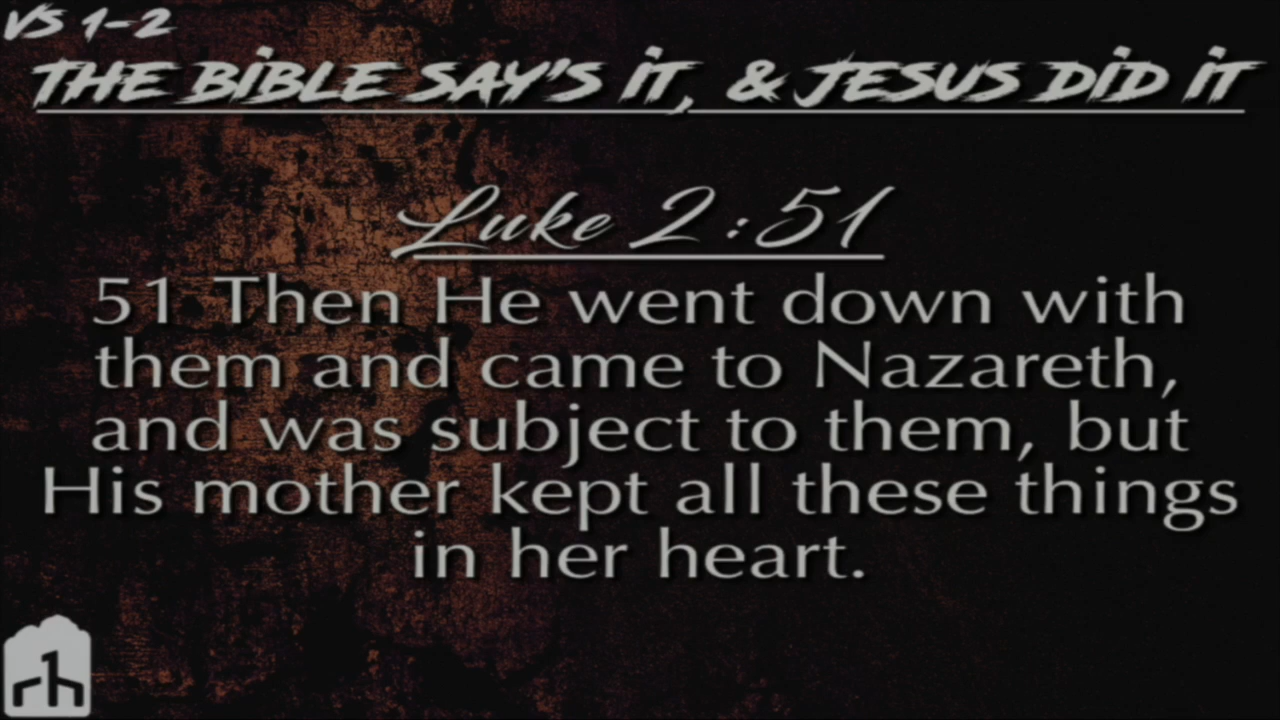 VS 1-2
THE BIBLE SAY'S IT, & JESUS DID IT
Luke 2:51
51 Then He went down with
them and came to Nazareth,
and was subject to them, but
His mother kept all these things
in her heart.